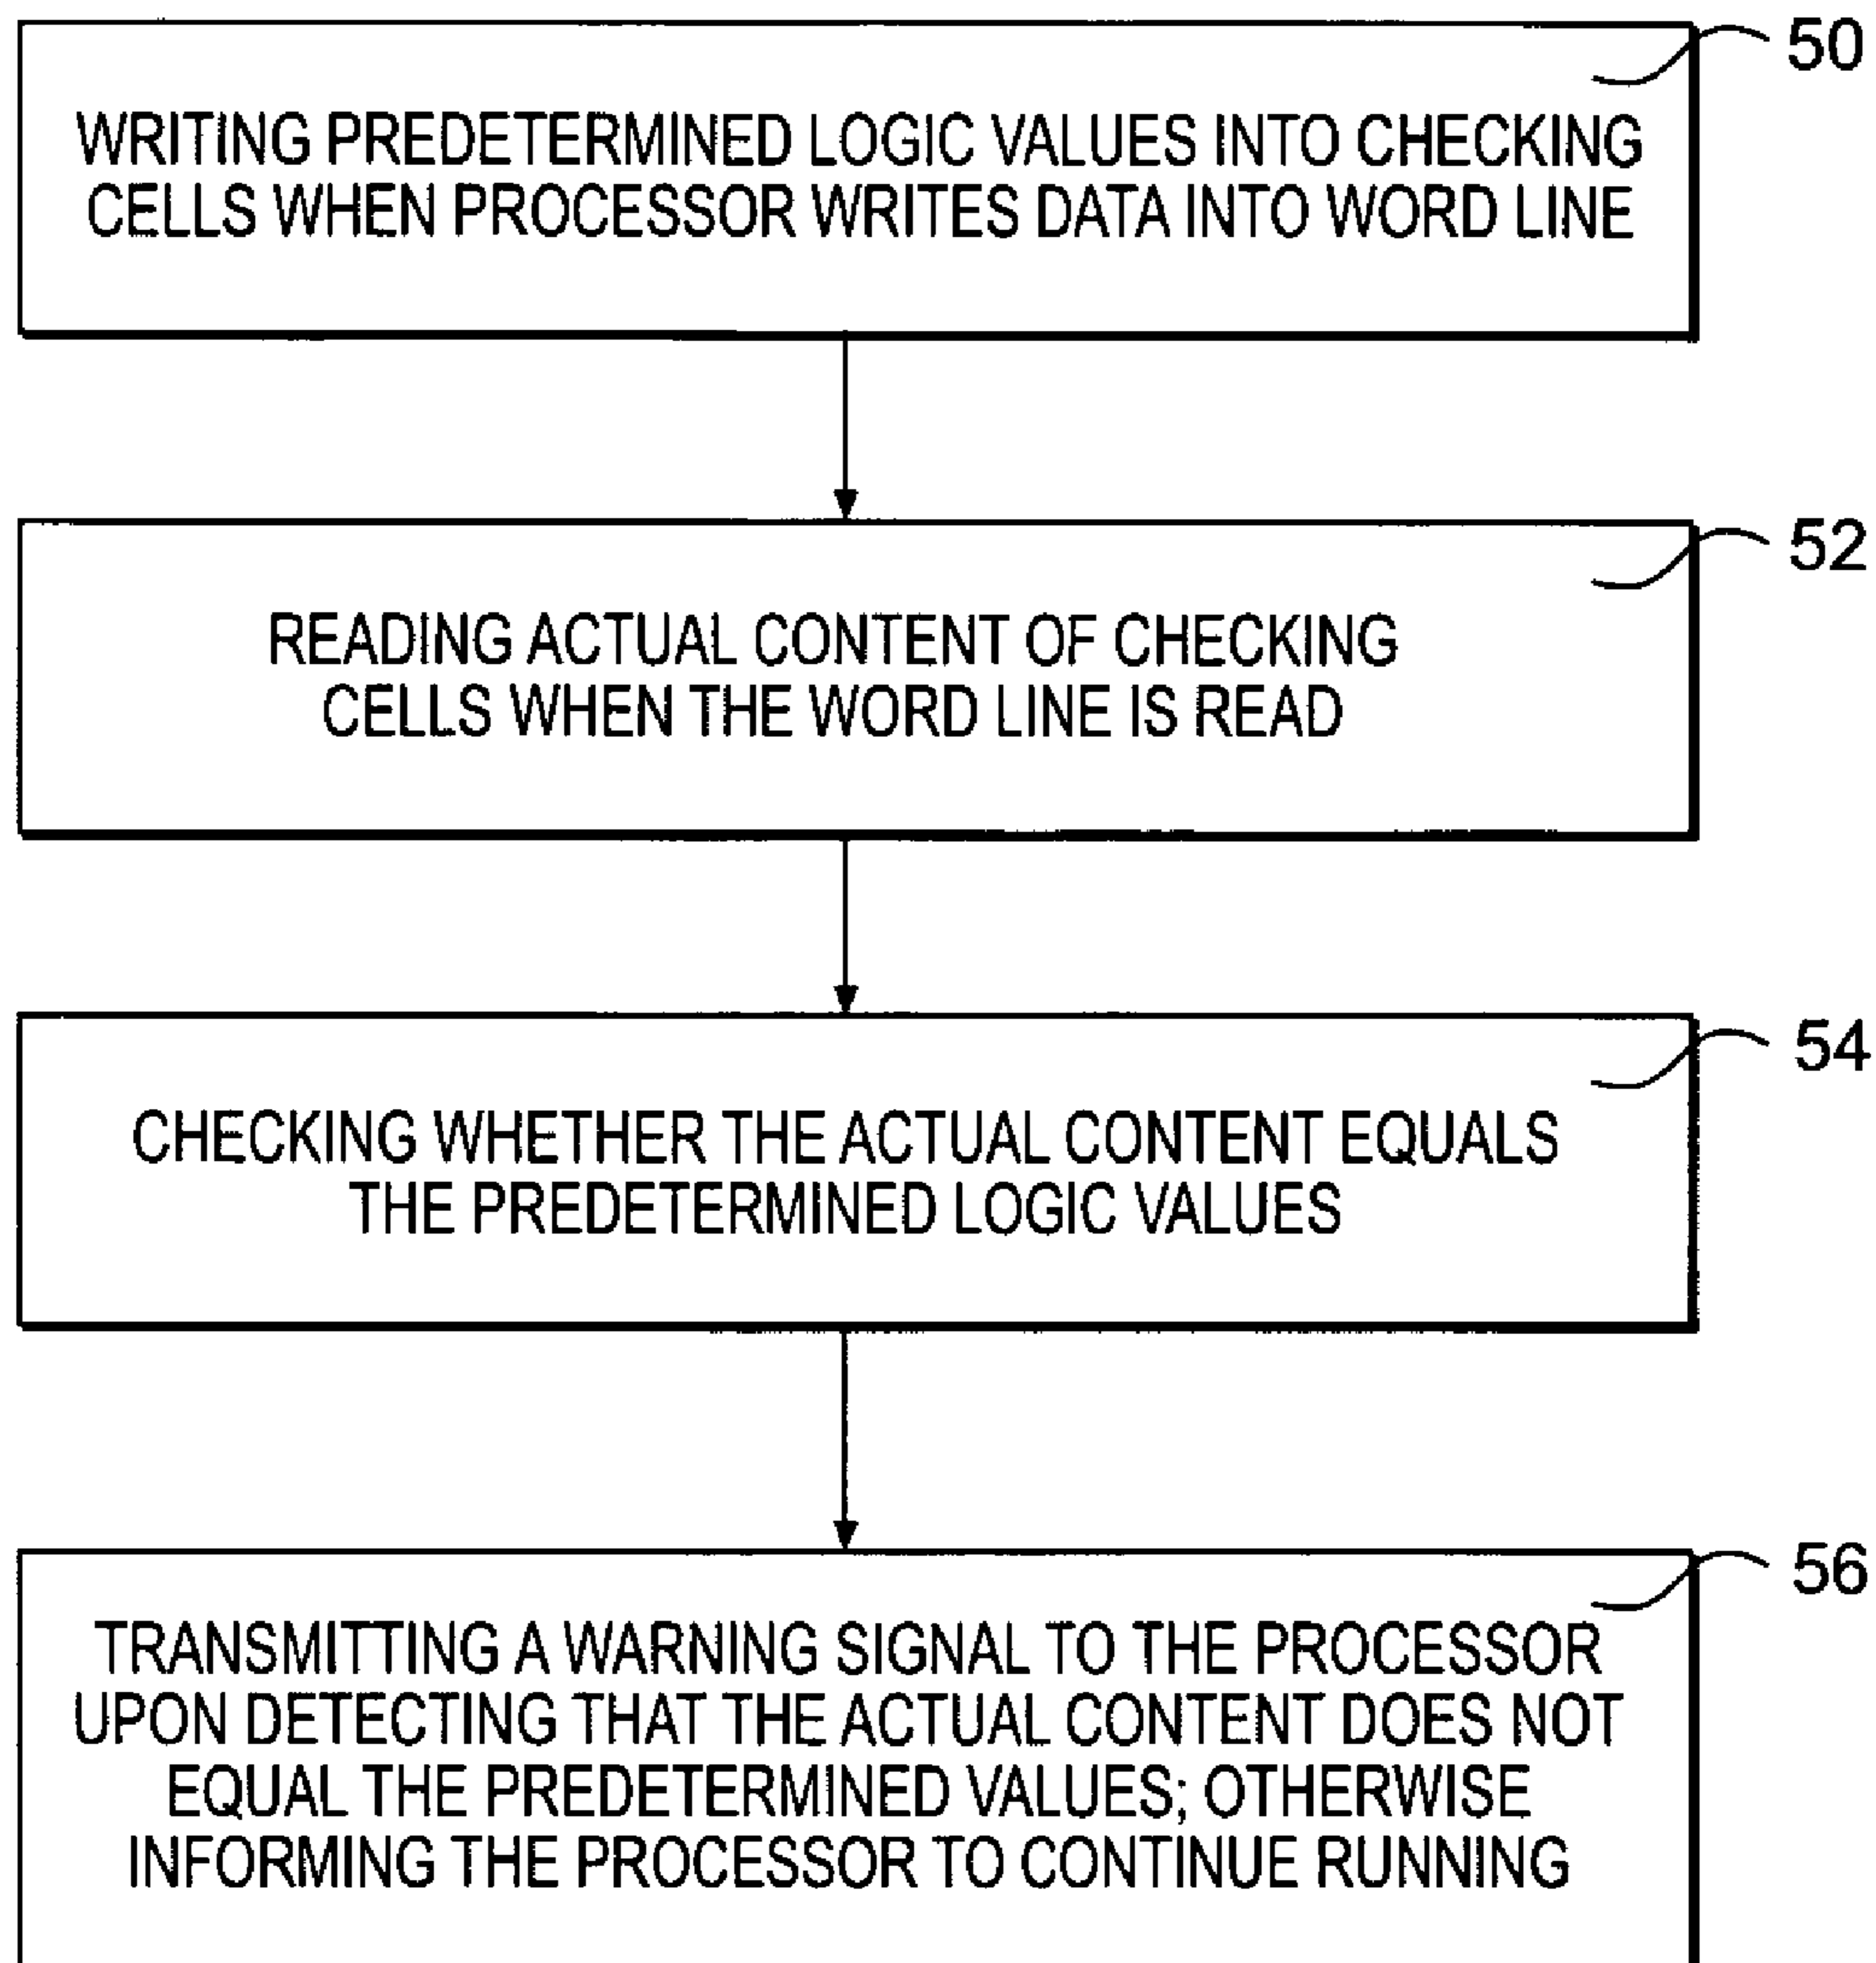 50
WRITING PREDETERMINED LOGIC VALUES INTO CHECKING
CELLS WHEN PROCESSOR WRITES DATA INTO WORD LINE
52
READING ACTUAL CONTENT OF CHECKING
CELLS WHEN THE WORD LINE IS READ
54
CHECKING WHETHER THE ACTUAL CONTENT EQUALS
THE PREDETERMINED LOGIC VALUES
56
TRANSMITTING A WARNING SIGNAL TO THE PROCESSOR
UPON DETECTING THAT THE ACTUAL CONTENT DOES NOT
EQUAL THE PREDETERMINED VALUES; OTHERWISE
INFORMING THE PROCESSOR TO CONTINUE RUNNING